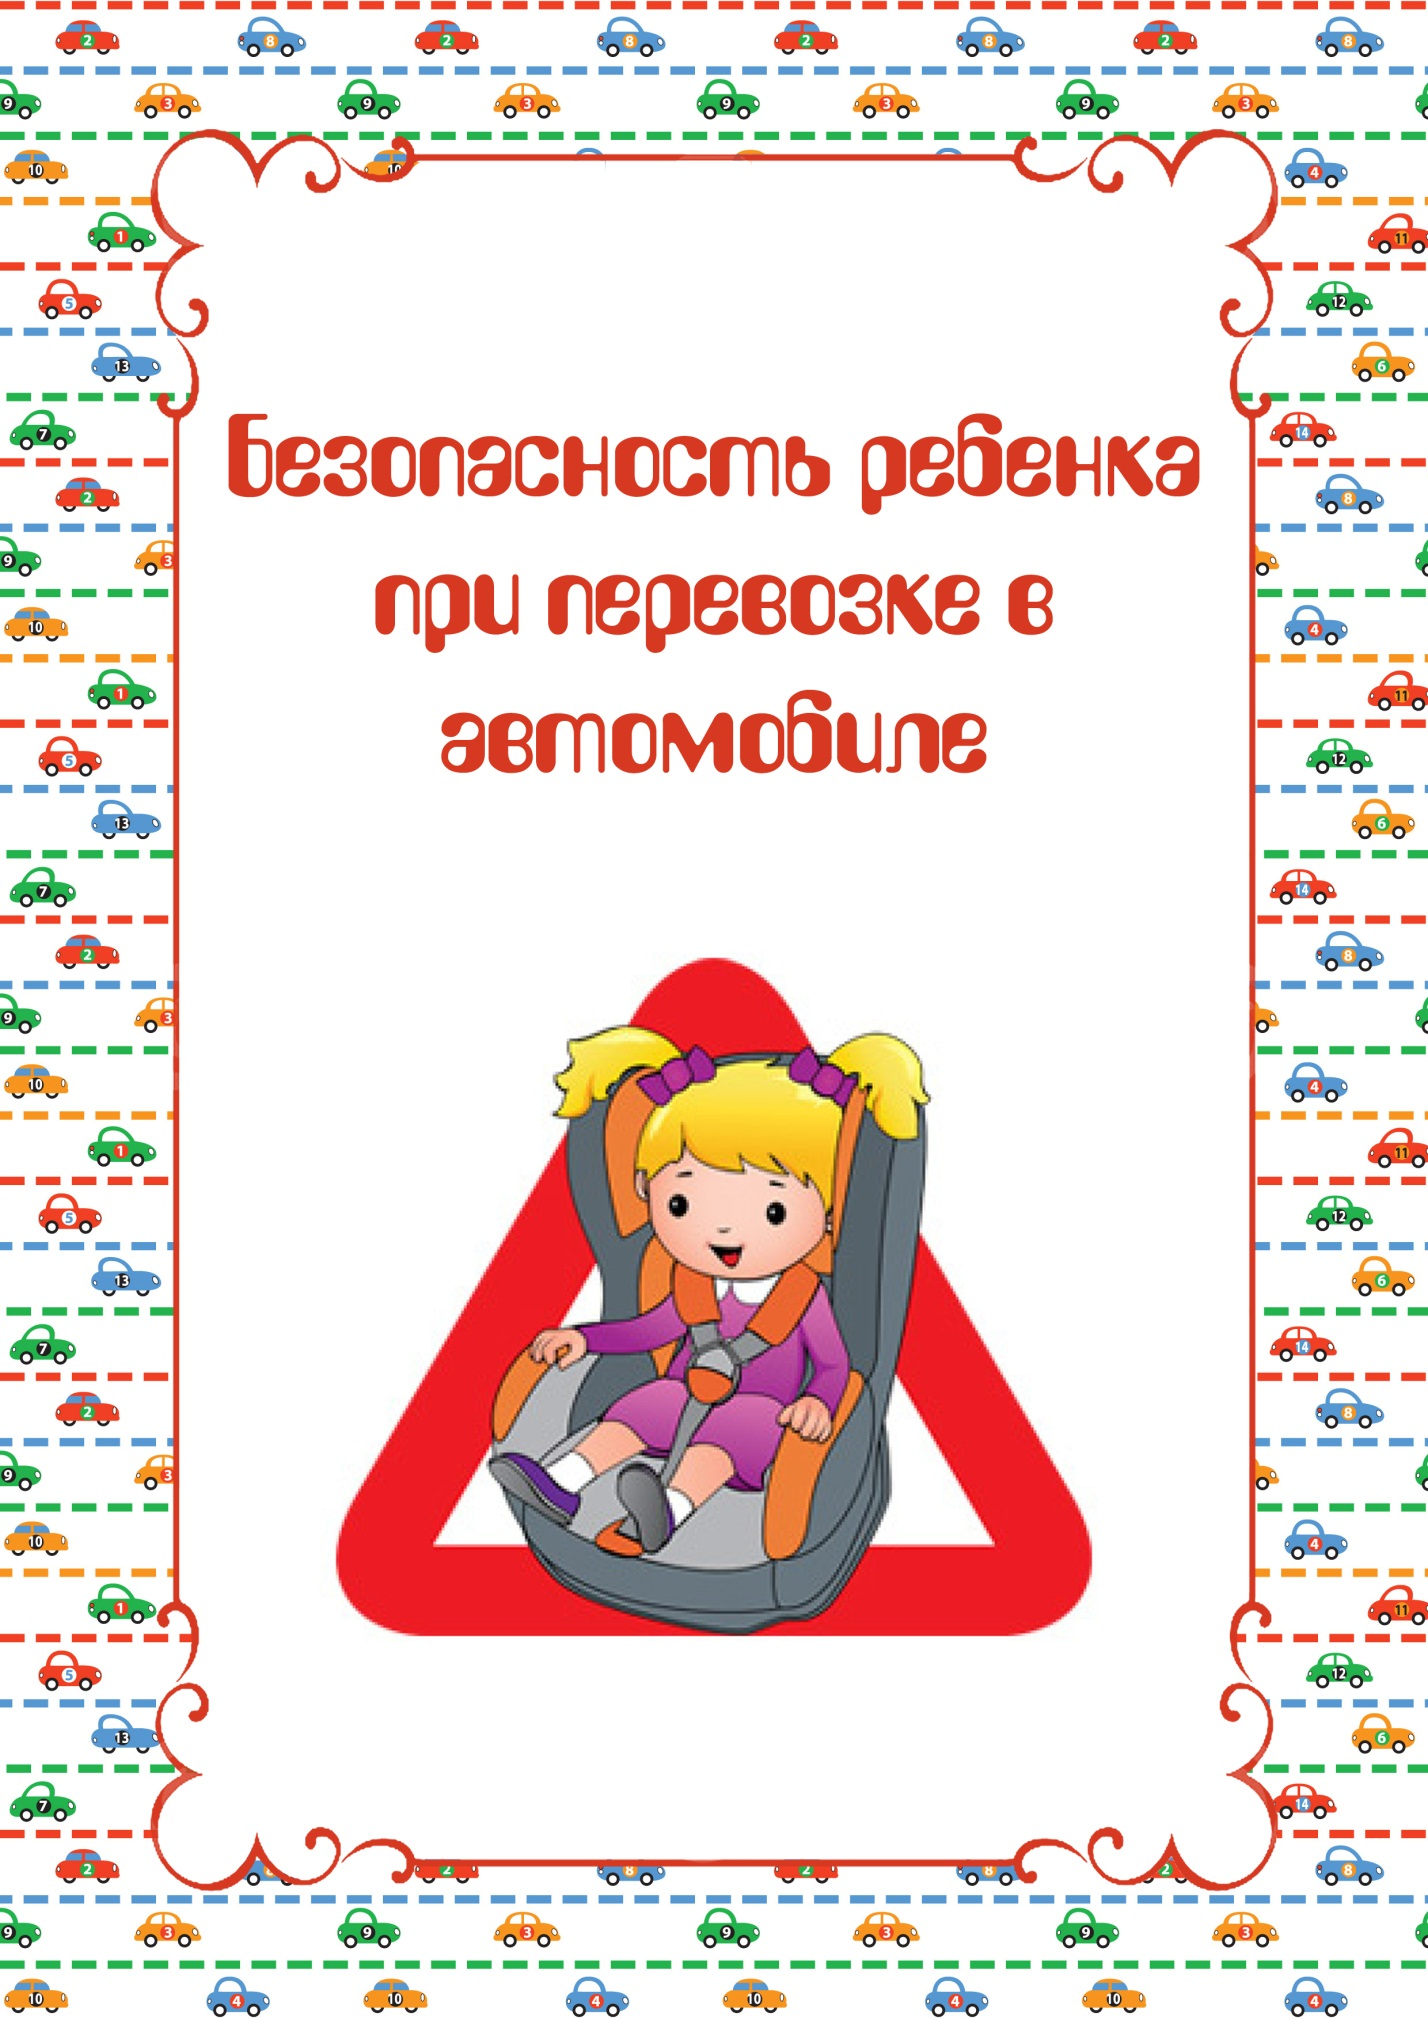 Безопасность ребенка
при перевозке в
автомобиле